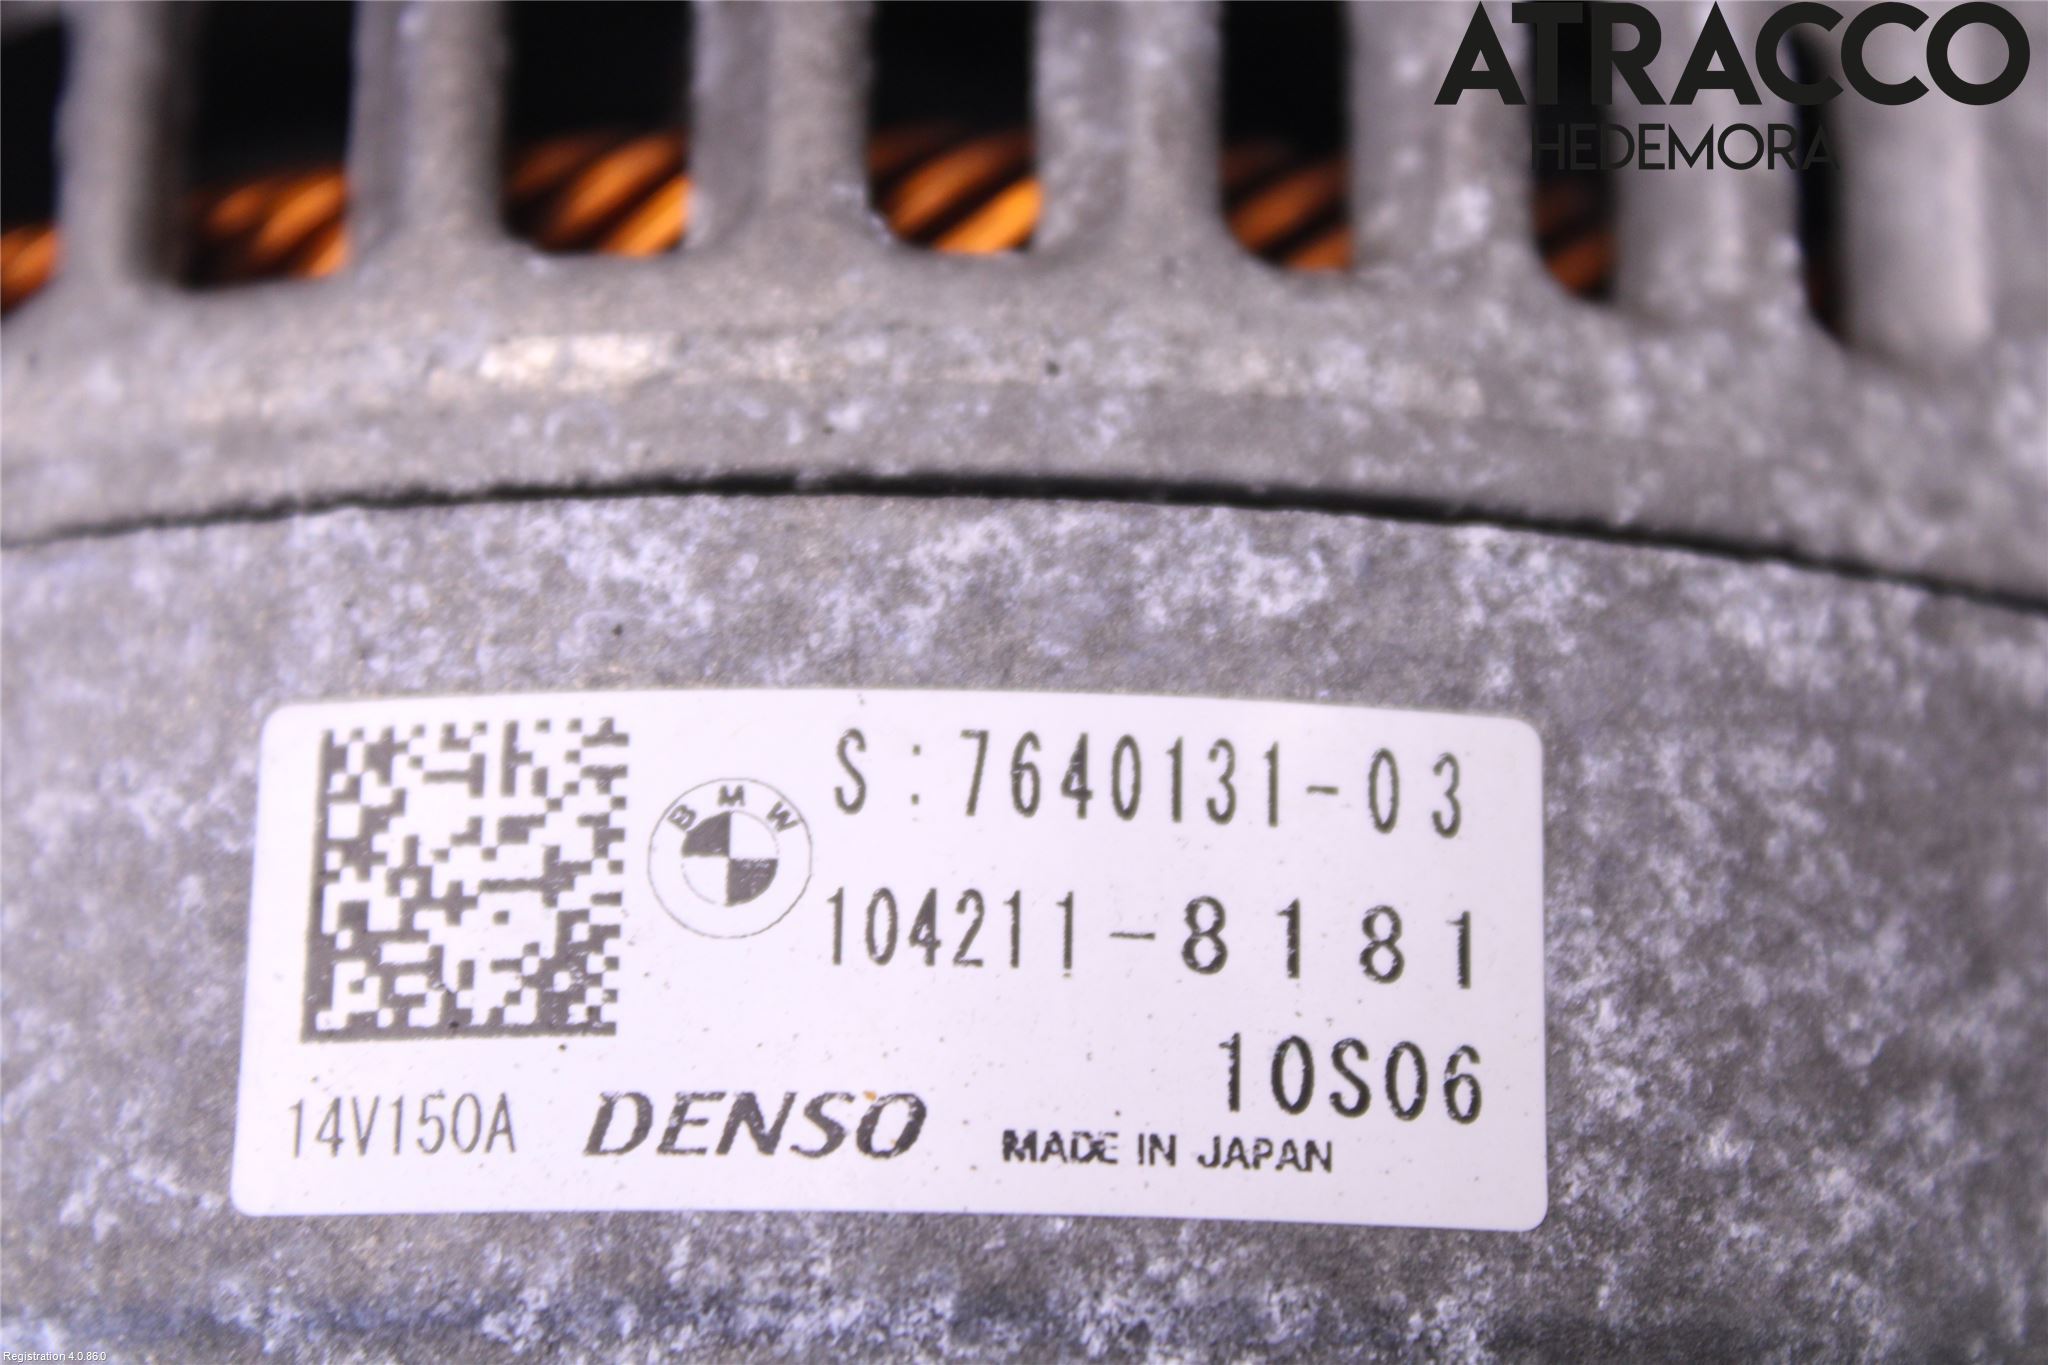 ATRACCO
HEDEMORA
S:7640131-03
BMW
104211-8181
10S06
14V150A DENSO MADE IN JAPAN
Registration 4.0.86.0